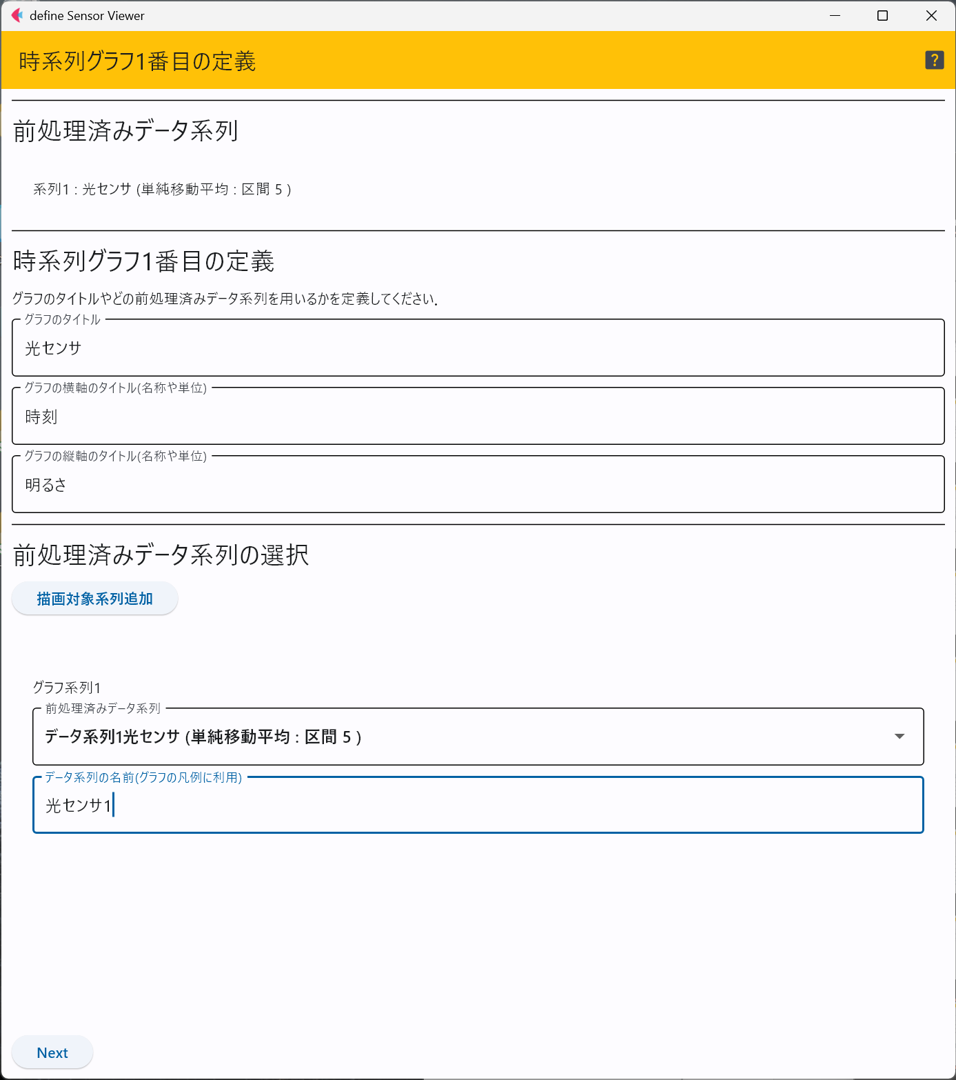 define Sensor Viewer
時系列グラフ1番目の定義
?
前処理済みデータ系列
系列1 : 光センサ (単純移動平均 : 区間 5 )
時系列グラフ1番目の定義
グラフのタイトルやどの前処理済みデータ系列を用いるかを定義してください.
グラフのタイトル
光センサ
グラフの横軸のタイトル(名称や単位)
時刻
グラフの縦軸のタイトル(名称や単位)
明るさ
前処理済みデータ系列の選択
描画対象系列追加
グラフ系列1
前処理済みデータ系列
データ系列1光センサ (単純移動平均 : 区間 5 )
データ系列の名前(グラフの凡例に利用)
光センサ1
Next